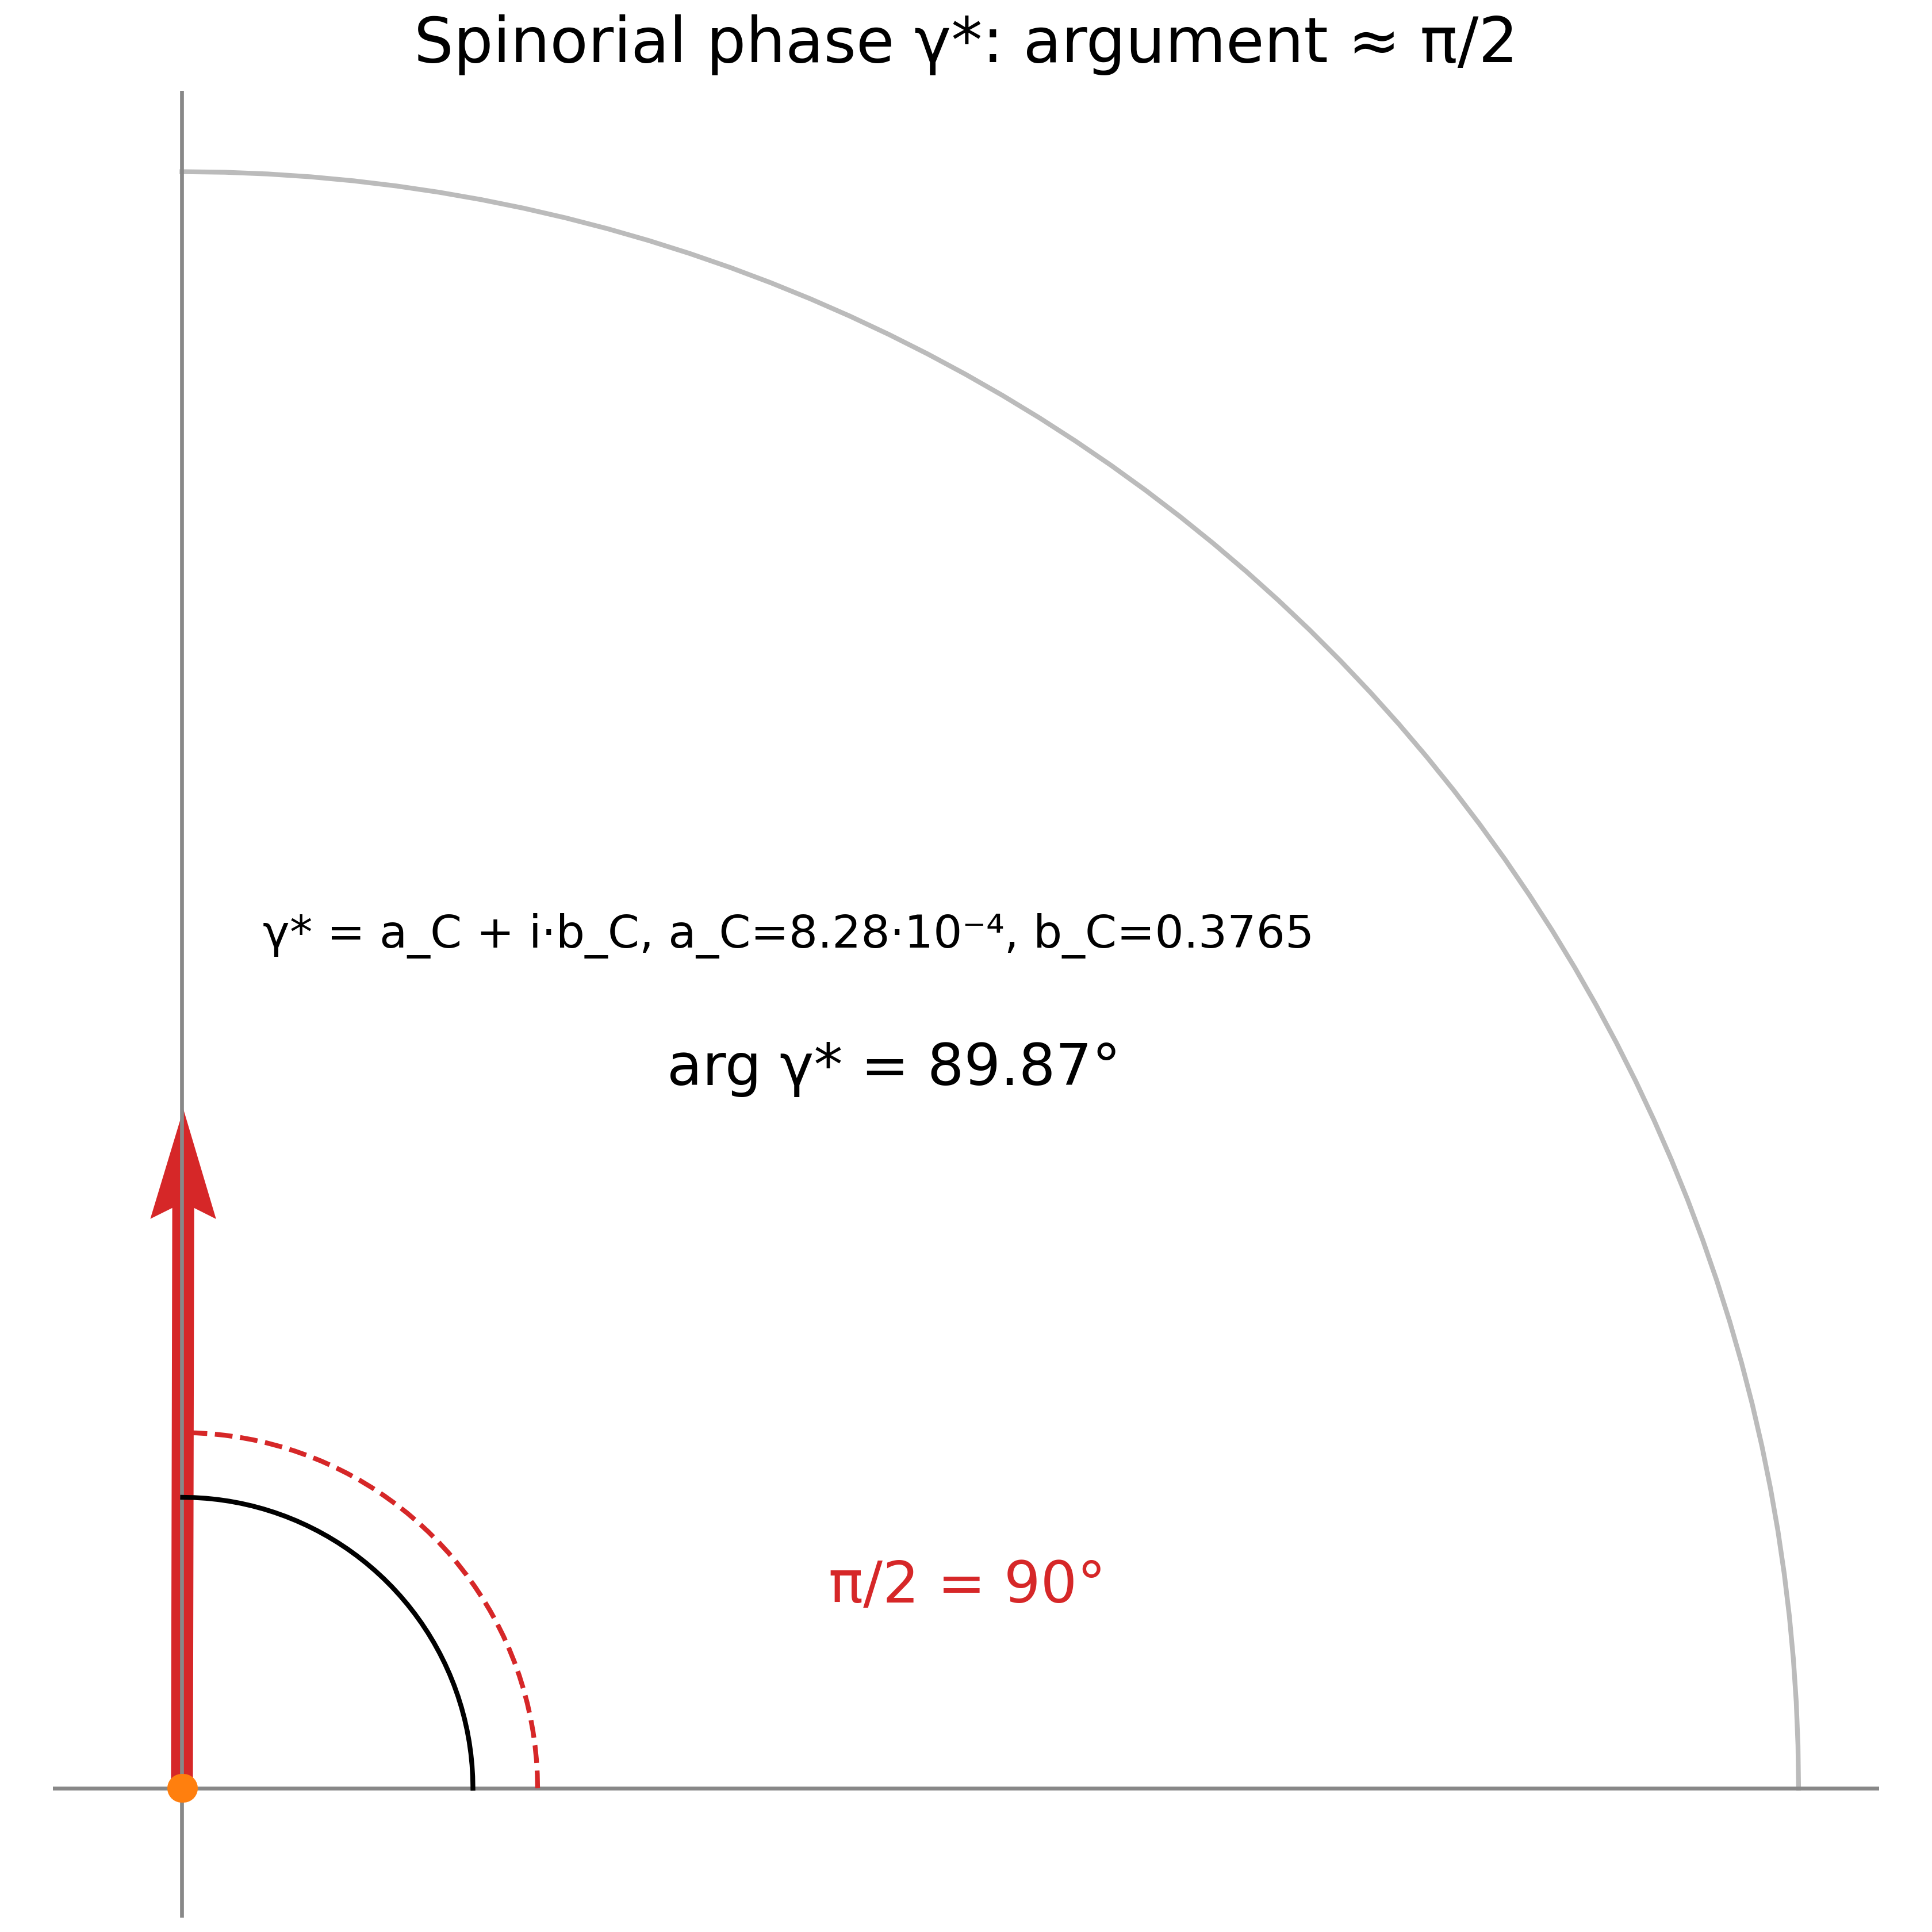 Spinorial phase γ*: argument ≈ π/2
γ* = a_C + i·b_C, a_C=8.28·10⁻⁴, b_C=0.3765
arg γ* = 89.87°
π/2 = 90°